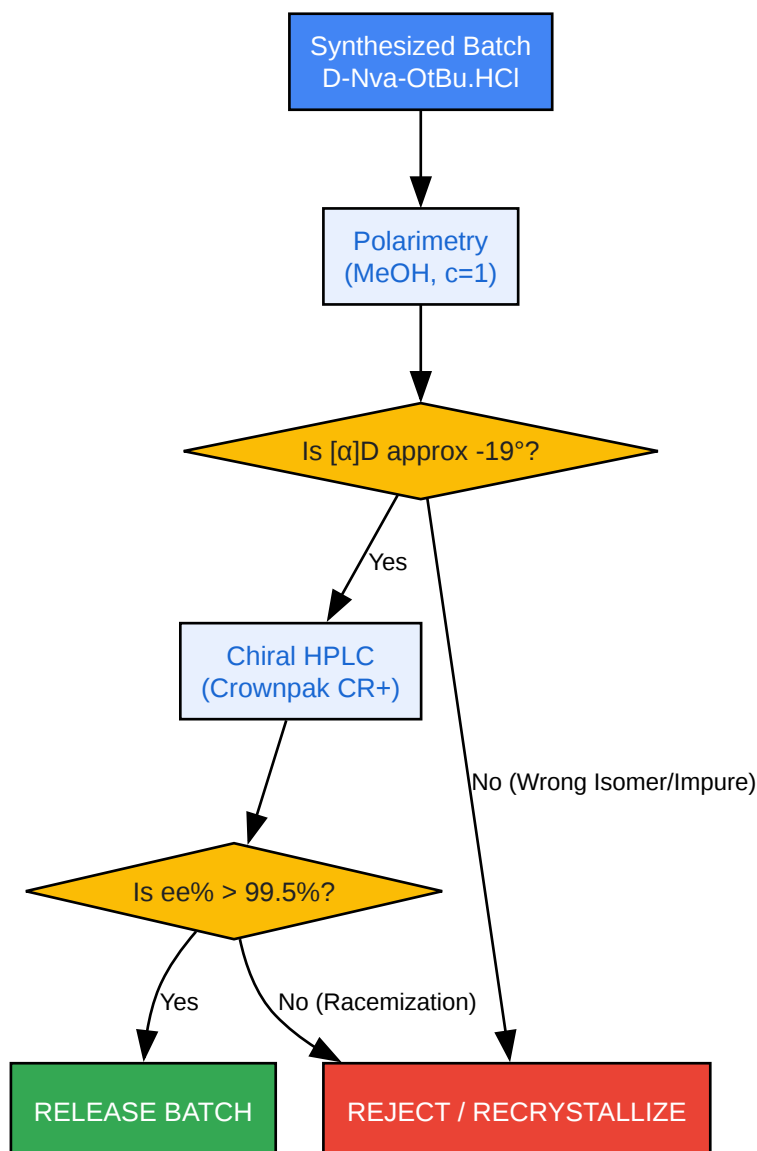 Synthesized Batch
D-Nva-OtBu.HCl
Polarimetry
(MeOH, c=1)
Is [α]D approx -19°?
Yes
Chiral HPLC
(Crownpak CR+)
No (Wrong Isomer/Impure)
Is ee% > 99.5%?
Yes
No (Racemization)
RELEASE BATCH
REJECT / RECRYSTALLIZE